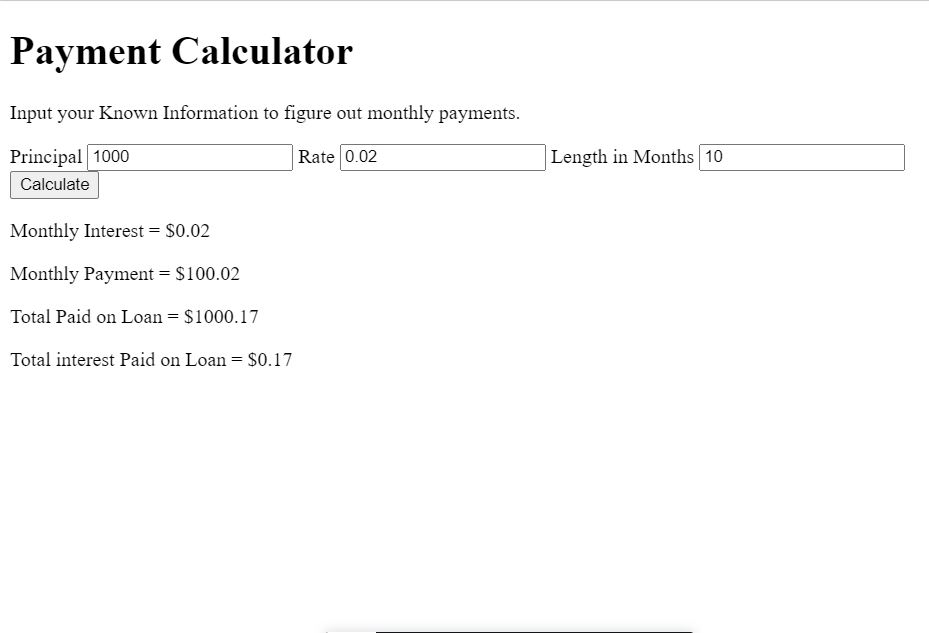 Payment Calculator
Input your Known Information to figure out monthly payments.
Principal 1000 Rate 0.02 Length in Months 10
Calculate
Monthly Interest = $0.02
Monthly Payment = $100.02
Total Paid on Loan = $1000.17
Total interest Paid on Loan = $0.17